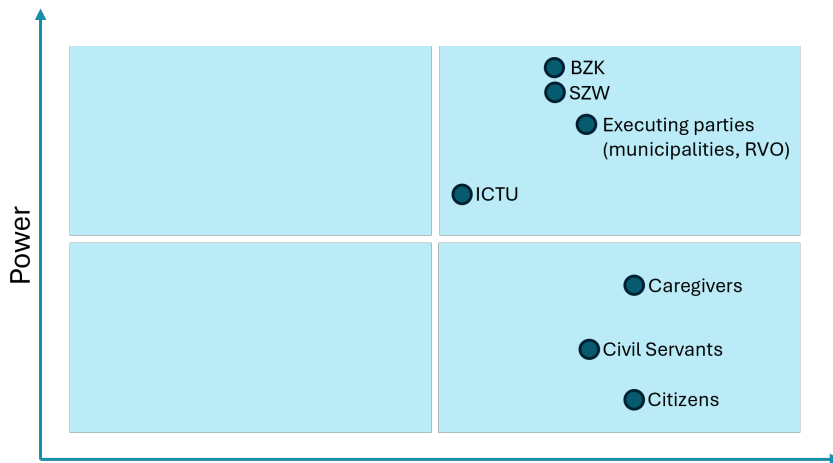 BZK
SZW
Executing parties
(municipalities, RVO)
ICTU
Power
Caregivers
Civil Servants
Citizens